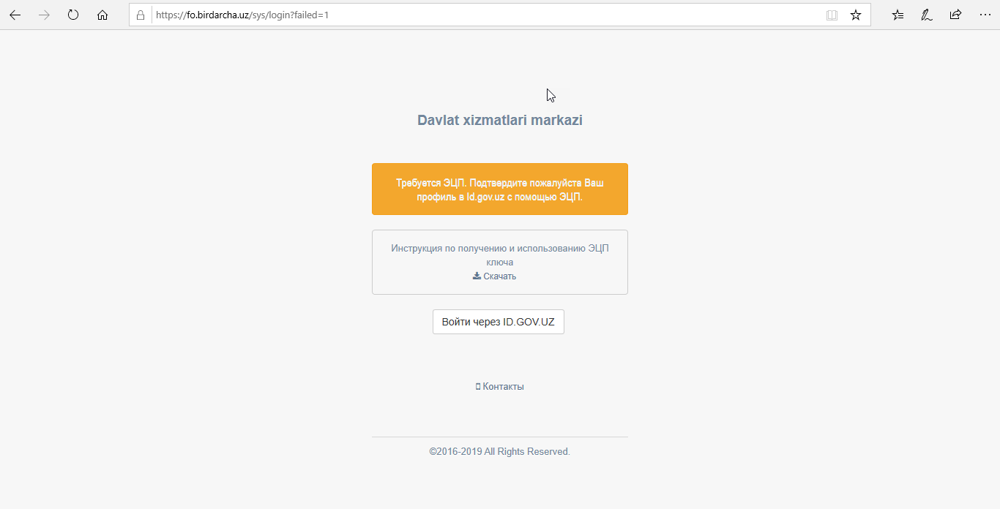 https://fo.birdarcha.uz/sys/login?failed=1
Davlat xizmatlari markazi
Требуется ЭЦП. Подтвердите пожалуйста Ваш
профиль в Id.gov.uz с помощью ЭЦП.
Инструкция по получению и использованию ЭЦП
ключа
Скачать
Войти через ID.GOV.UZ
Контакты
©2016-2019 All Rights Reserved.